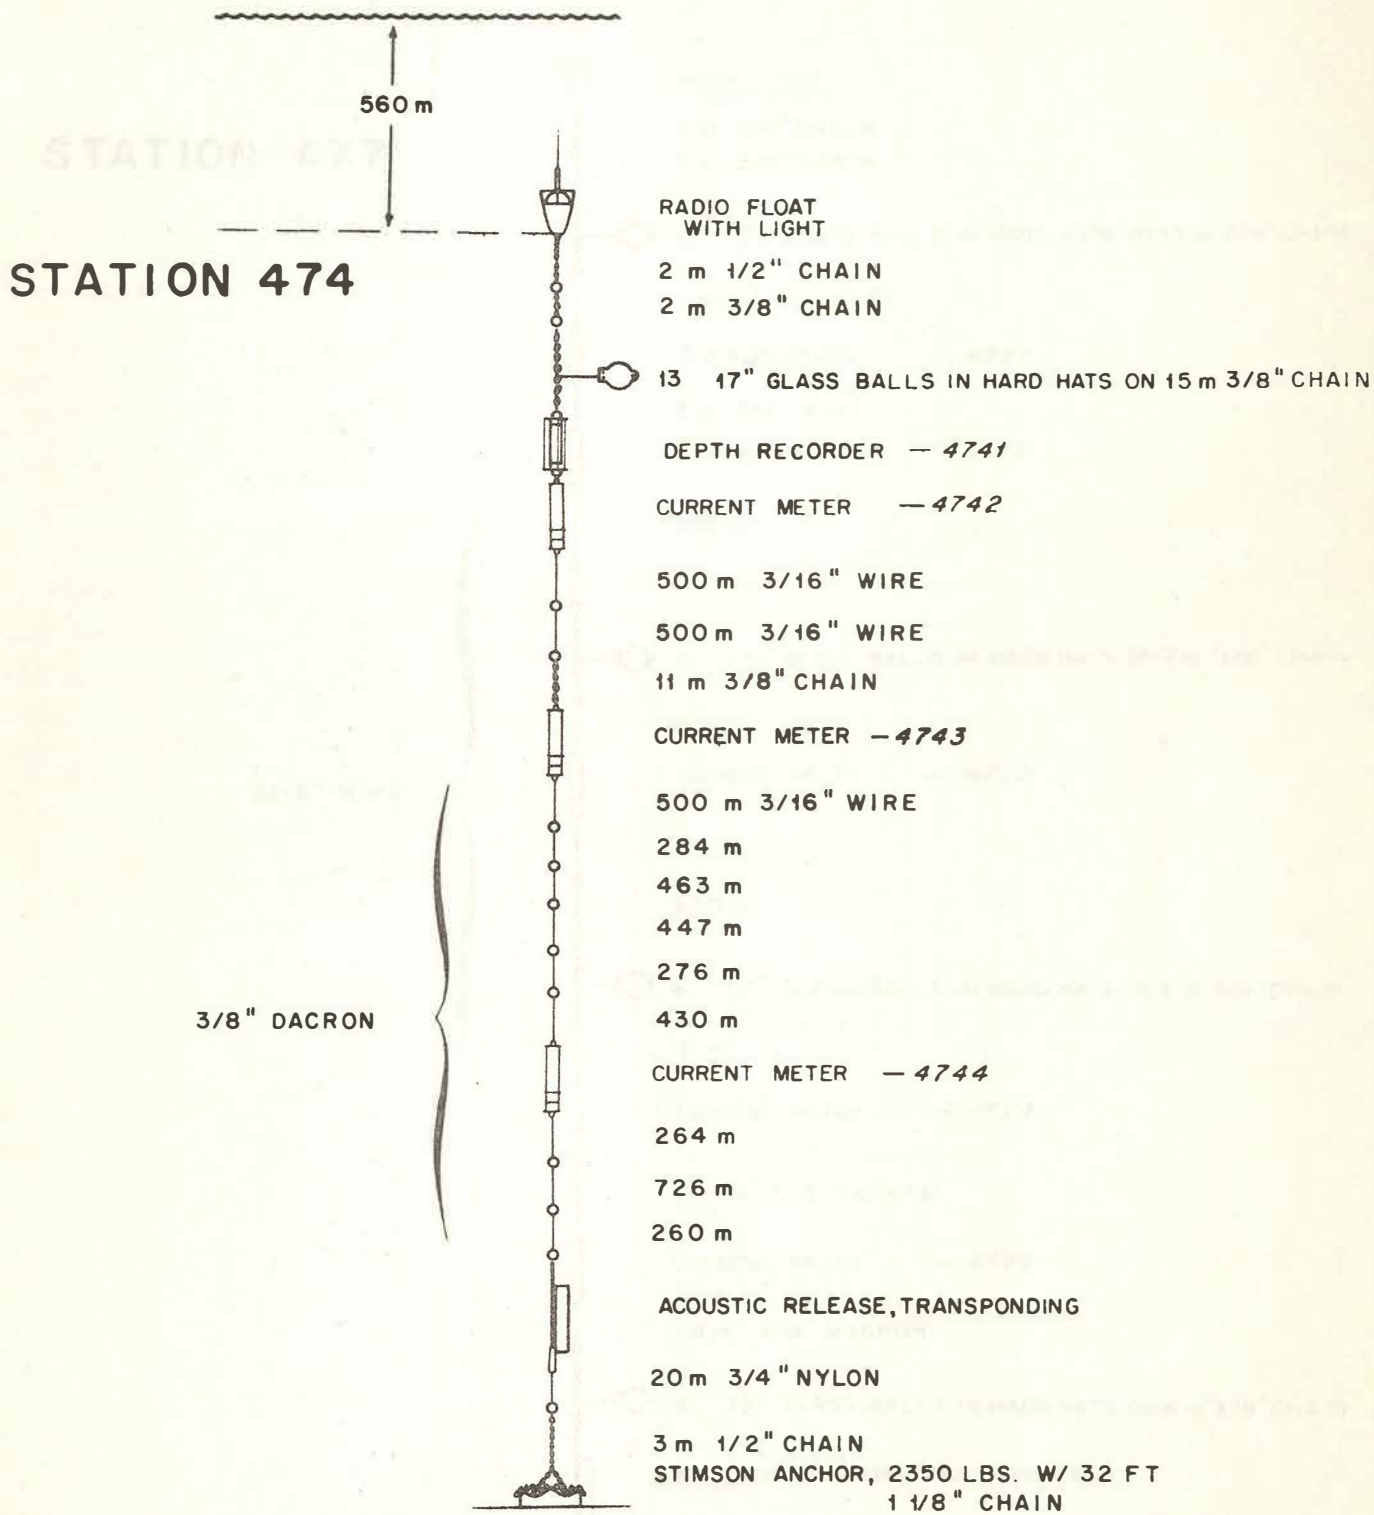 560 m
STATION 477
RADIO FLOAT
WITH LIGHT
STATION 474
2 m 1/2" CHAIN
2 m 3/8" CHAIN
13 17" GLASS BALLS IN HARD HATS ON 15 m 3/8" CHAIN
DEPTH RECORDER — 4741
CURRENT METER — 4742
500 m 3/16" WIRE
500 m 3/16" WIRE
11 m 3/8" CHAIN
CURRENT METER — 4743
500 m 3/16" WIRE
284 m
463 m
447 m
276 m
3/8" DACRON
430 m
CURRENT METER — 4744
264 m
726 m
260 m
ACOUSTIC RELEASE, TRANSPONDING
20 m 3/4" NYLON
3 m 1/2" CHAIN
STIMSON ANCHOR, 2350 LBS. W/ 32 FT
1 1/8" CHAIN